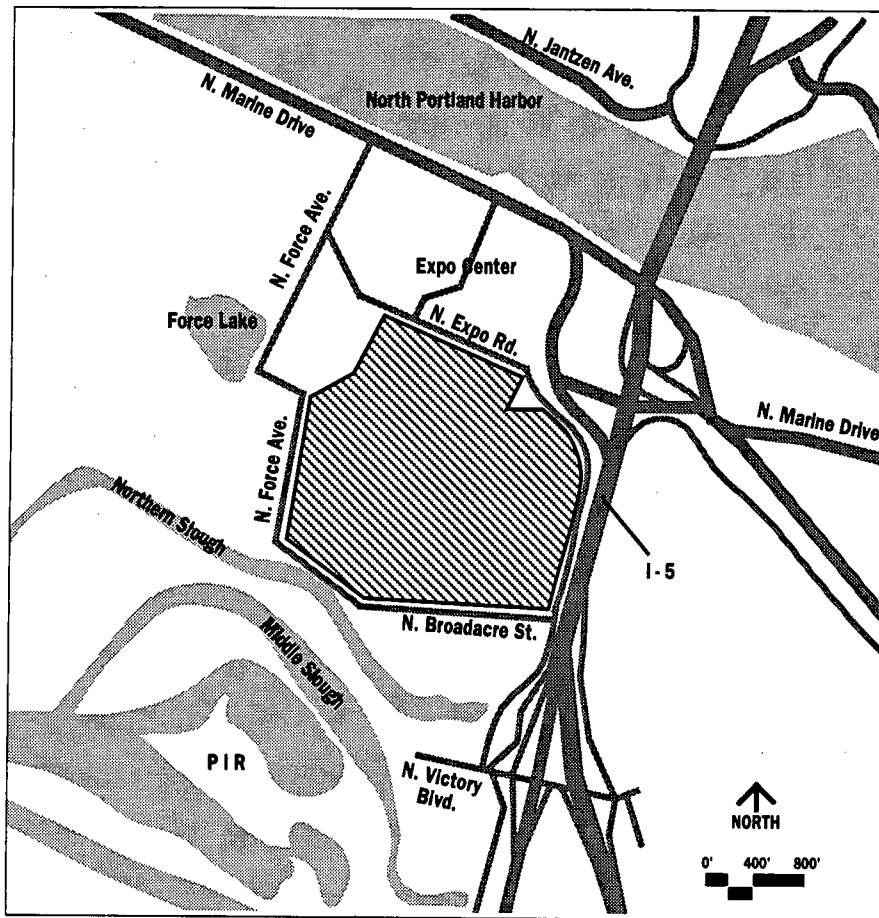 N. Jantzen Ave.
North Portland Harbor
N. Marine Drive
N. Force Ave.
Expo Center
Force Lake
N. Expo Rd.
N. Marine Drive
N. Force Ave.
Northern Slough
I - 5
N. Broadacre St.
Middle Slough
P I R
N. Victory
Blvd.
NORTH
0' 400' 800'